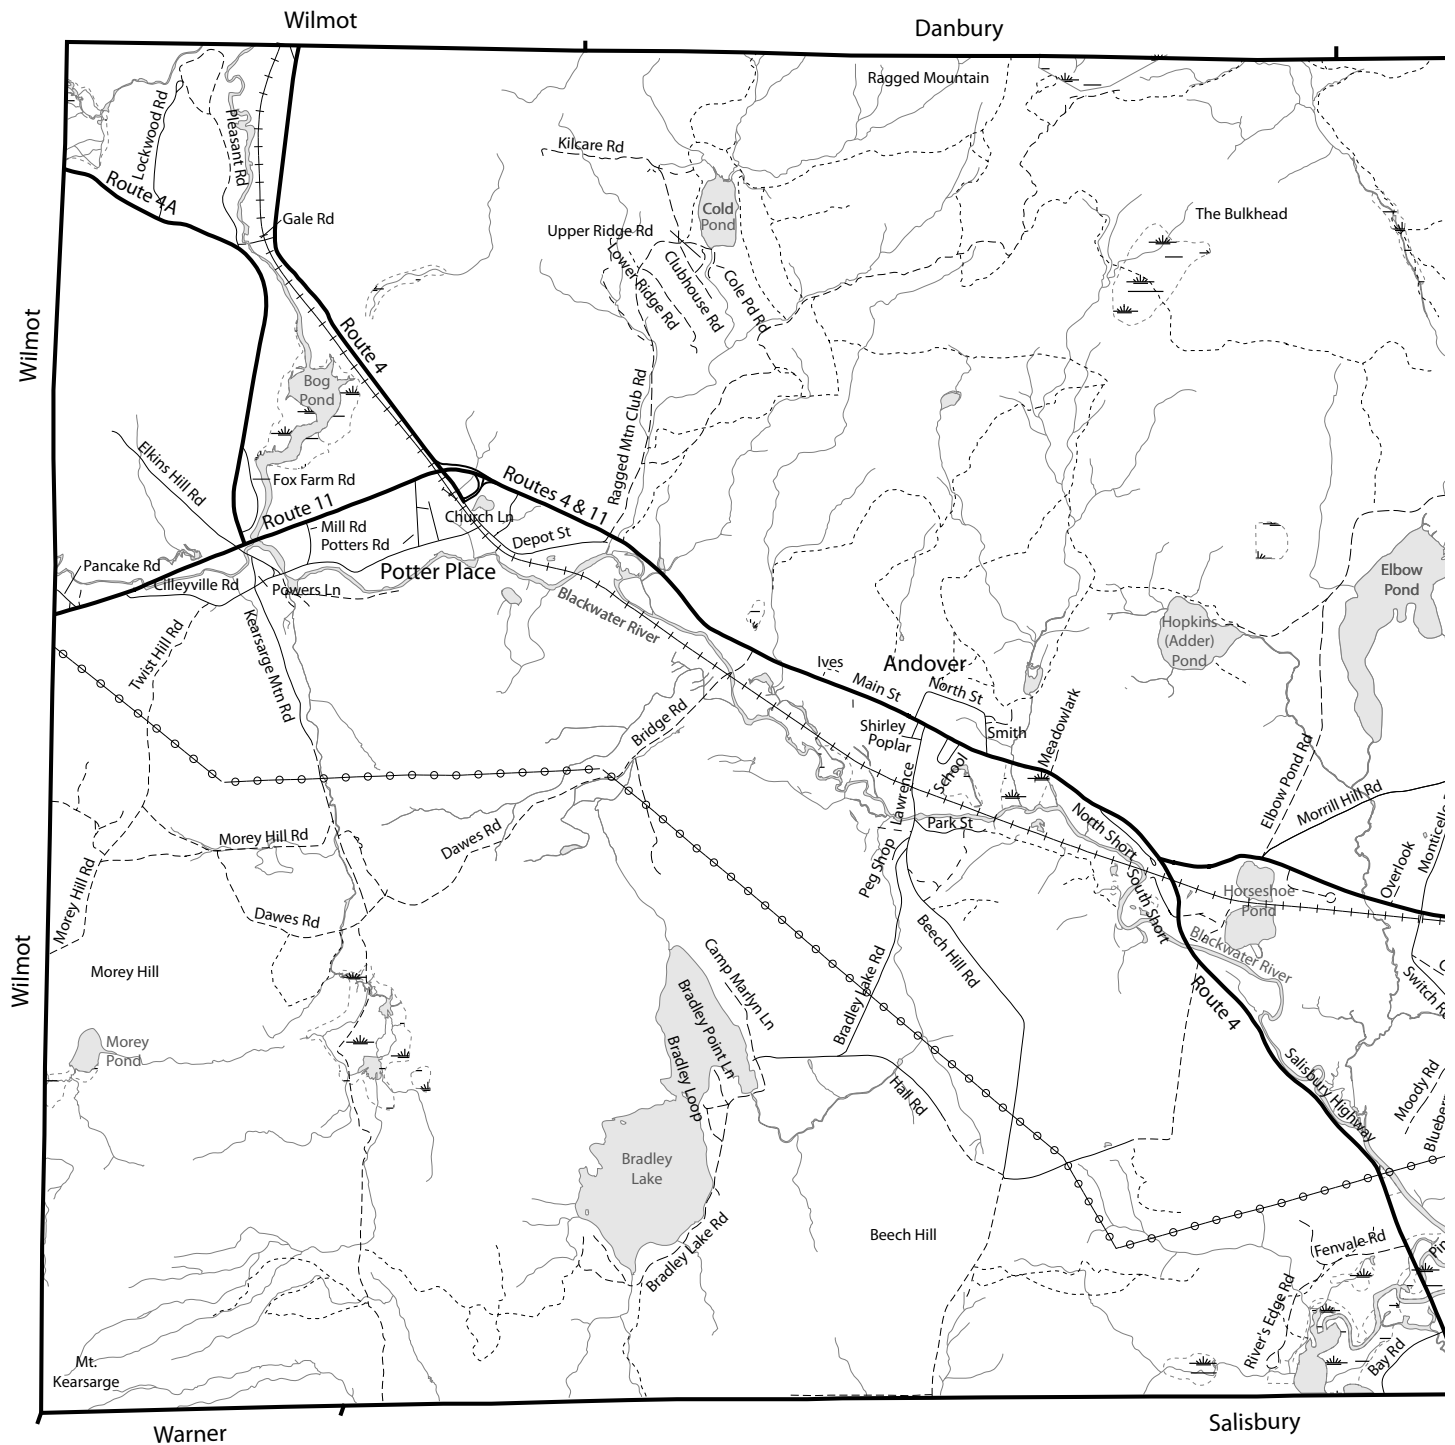 Wilmot
Danbury
Ragged Mountain
Lockwood Rd
Pleasant Rd
Kilcare Rd
Route 4A
Gale Rd
Cold
Pond
The Bulkhead
Upper Ridge Rd
Lower Ridge Rd
Clubhouse Rd
Cole Pd Rd
Wilmot
Route 4
Bog
Pond
Ragged Mtn Club Rd
Elkins Hill Rd
Fox Farm Rd
Route 11
Routes 4 & 11
Church Ln
Mill Rd
Potters Rd
Depot St
Pancake Rd
Cilleyville Rd
Powers Ln
Potter Place
Blackwater River
Elbow
Pond
Hopkins
(Adder)
Pond
Twist Hill Rd
Kearsarge Mtn Rd
Bridge Rd
Ives
Main St
Andover
North St
Shirley
Poplar
Smith
Meadowlark
School
Lawrence
Park St
North Short
South Short
Elbow Pond Rd
Morrill Hill Rd
Overlook
Morey Hill Rd
Dawes Rd
Peg Shop
Horseshoe
Pond
Morey Hill Rd
Dawes Rd
Beech Hill Rd
Blackwater River
Wilmot
Morey Hill
Camp Marlyn Ln
Bradley Lake Rd
Route 4
Bradley Point Ln
Bradley Loop
Morey
Pond
Hall Rd
Salisbury Highway
Moody Rd
Bradley
Lake
Bradley Lake Rd
Beech Hill
Fenvale Rd
River's Edge Rd
Bay Rd
Mt.
Kearsarge
Warner
Salisbury